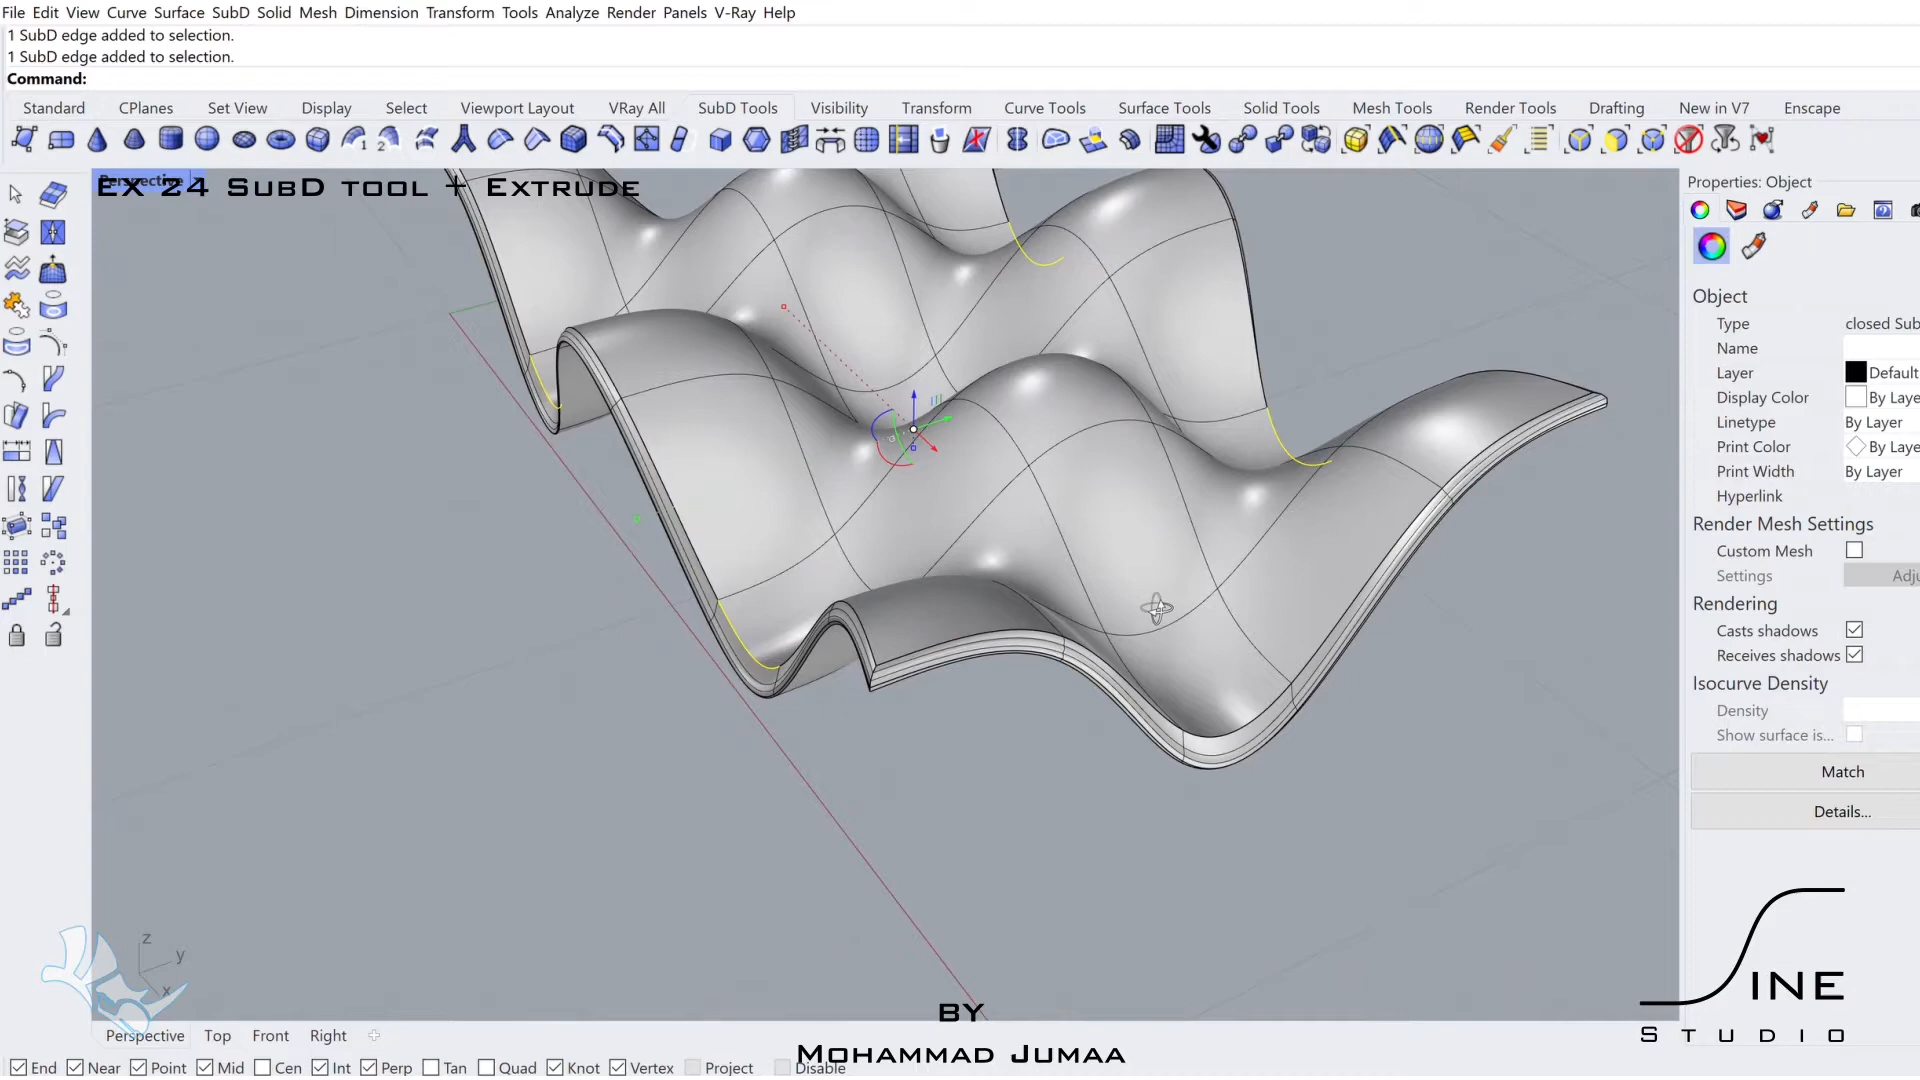 File Edit View Curve Surface SubD Solid Mesh Dimension Transform Tools Analyze Render Panels V-Ray Help
1 SubD edge added to selection.
1 SubD edge added to selection.
Command:
Standard CPlanes Set View Display Select Viewport Layout VRay All SubD Tools Visibility Transform Curve Tools Surface Tools Solid Tools Mesh Tools Render Tools Drafting New in V7 Enscape
Perspective
Ex 24 SubD tool + Extrude
Properties: Object
Object
Type closed Sub
Name
Layer Default
Display Color By Laye
Linetype By Layer
Print Color By Laye
Print Width By Layer
Hyperlink
Render Mesh Settings
Custom Mesh
Settings Adju
Rendering
Casts shadows
Receives shadows
Isocurve Density
Density
Show surface is...
Match
Details...
z
y
x
INE
Studio
By
Mohammad Jumaa
Perspective Top Front Right
End Near Point Mid Cen Int Perp Tan Quad Knot Vertex Project Disable